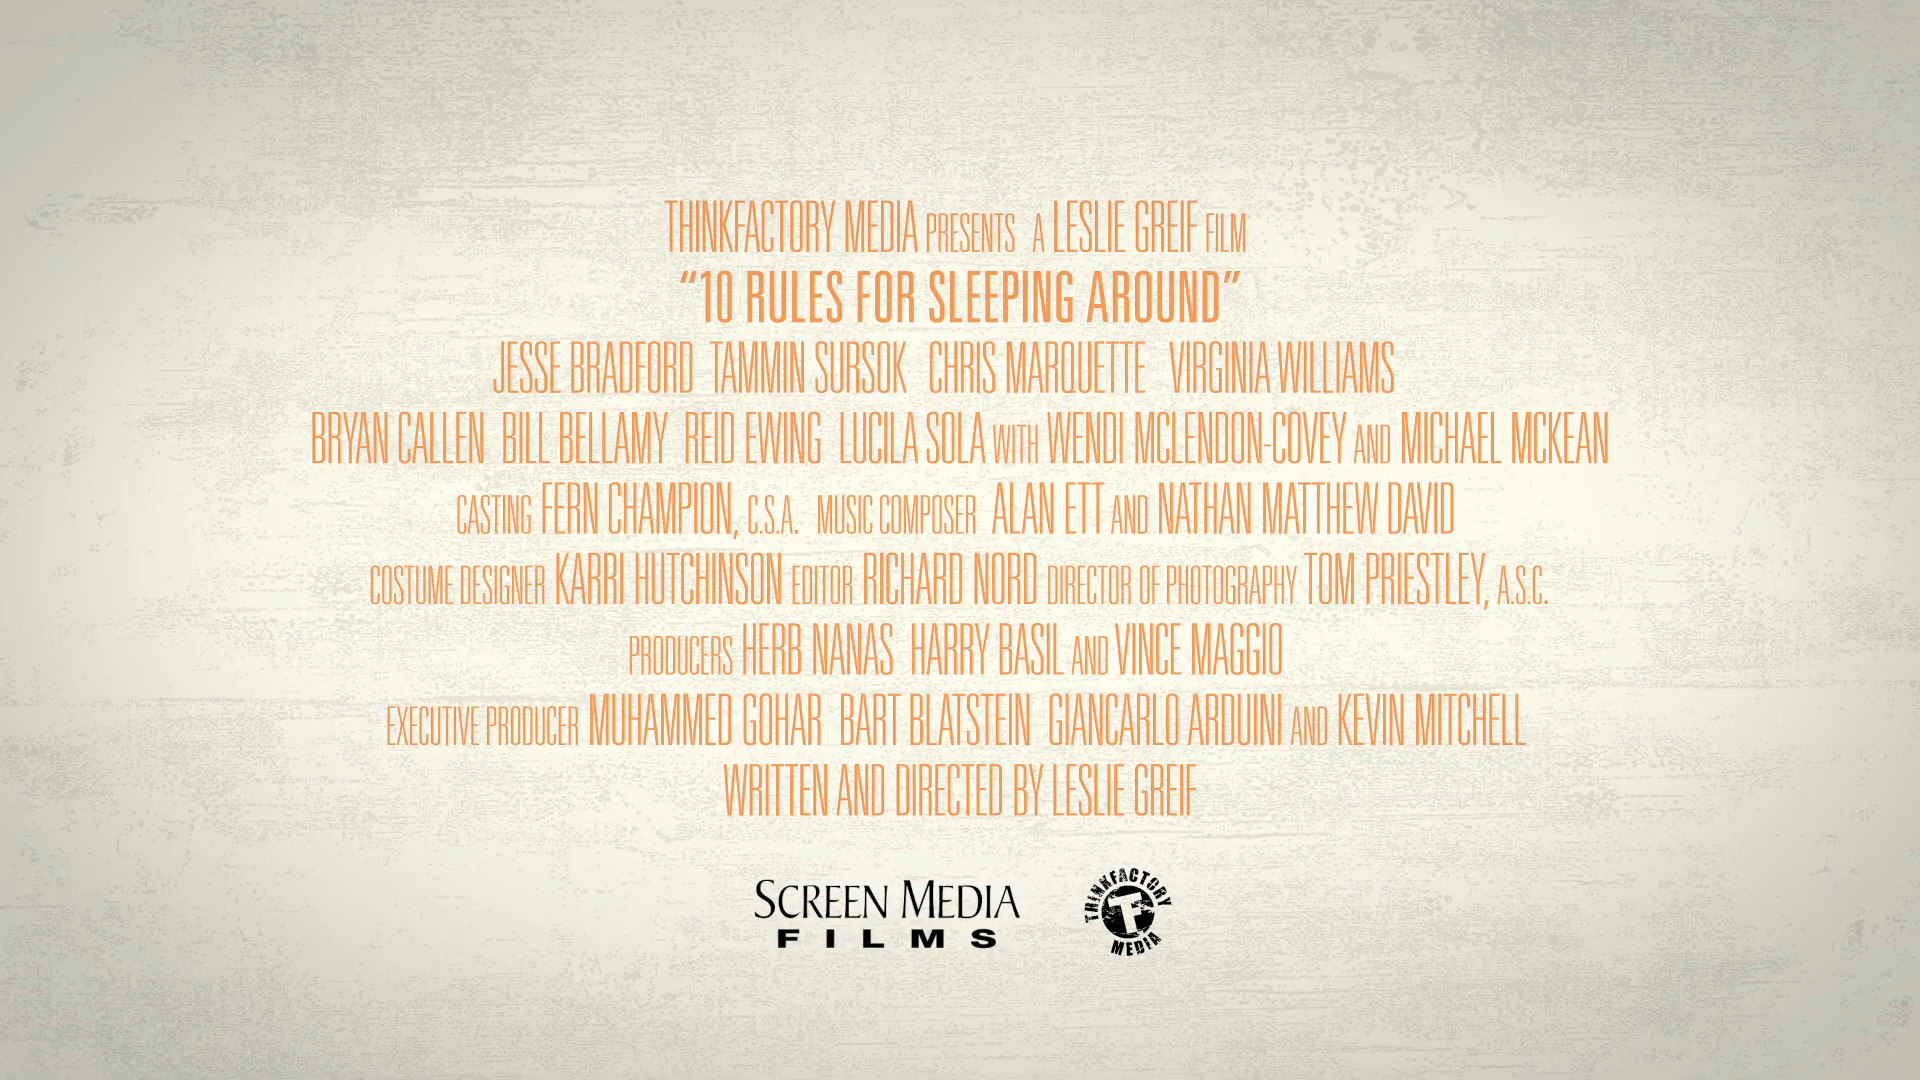 THINKFACTORY MEDIA PRESENTS A LESLIE GREIF FILM
“10 RULES FOR SLEEPING AROUND”
JESSE BRADFORD TAMMIN SURSOK CHRIS MARQUETTE VIRGINIA WILLIAMS
BRYAN CALLEN BILL BELLAMY REID EWING LUCILA SOLA WITH WENDI MCLENDON-COVEY AND MICHAEL MCKEAN
CASTING FERN CHAMPION, C.S.A. MUSIC COMPOSER ALAN ETT AND NATHAN MATTHEW DAVID
COSTUME DESIGNER KARRI HUTCHINSON EDITOR RICHARD NORD DIRECTOR OF PHOTOGRAPHY TOM PRIESTLEY, A.S.C.
PRODUCERS HERB NANAS HARRY BASIL AND VINCE MAGGIO
EXECUTIVE PRODUCER MUHAMMED GOHAR BART BLATSTEIN GIANCARLO ARDUINI AND KEVIN MITCHELL
WRITTEN AND DIRECTED BY LESLIE GREIF
SCREEN MEDIA
FILMS
THINKFACTORY
T
MEDIA